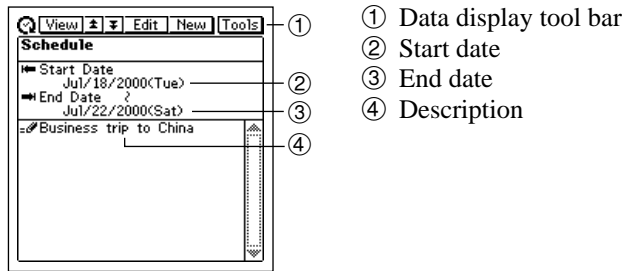 View Edit New Tools ①
Schedule
Start Date
Jul/18/2000(Tue) ②
End Date ~
Jul/22/2000(Sat) ③
Business trip to China
④
① Data display tool bar
② Start date
③ End date
④ Description